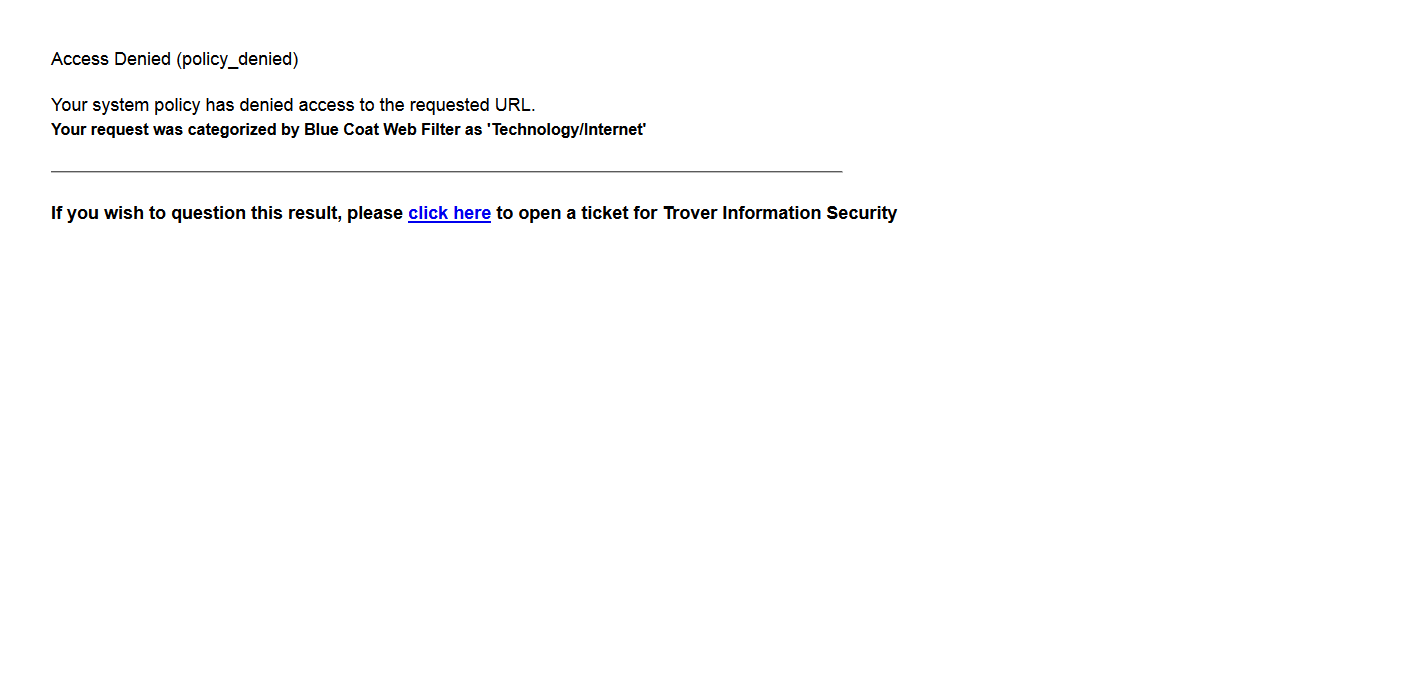 Access Denied (policy_denied)
Your system policy has denied access to the requested URL.
Your request was categorized by Blue Coat Web Filter as 'Technology/Internet'
If you wish to question this result, please click here to open a ticket for Trover Information Security